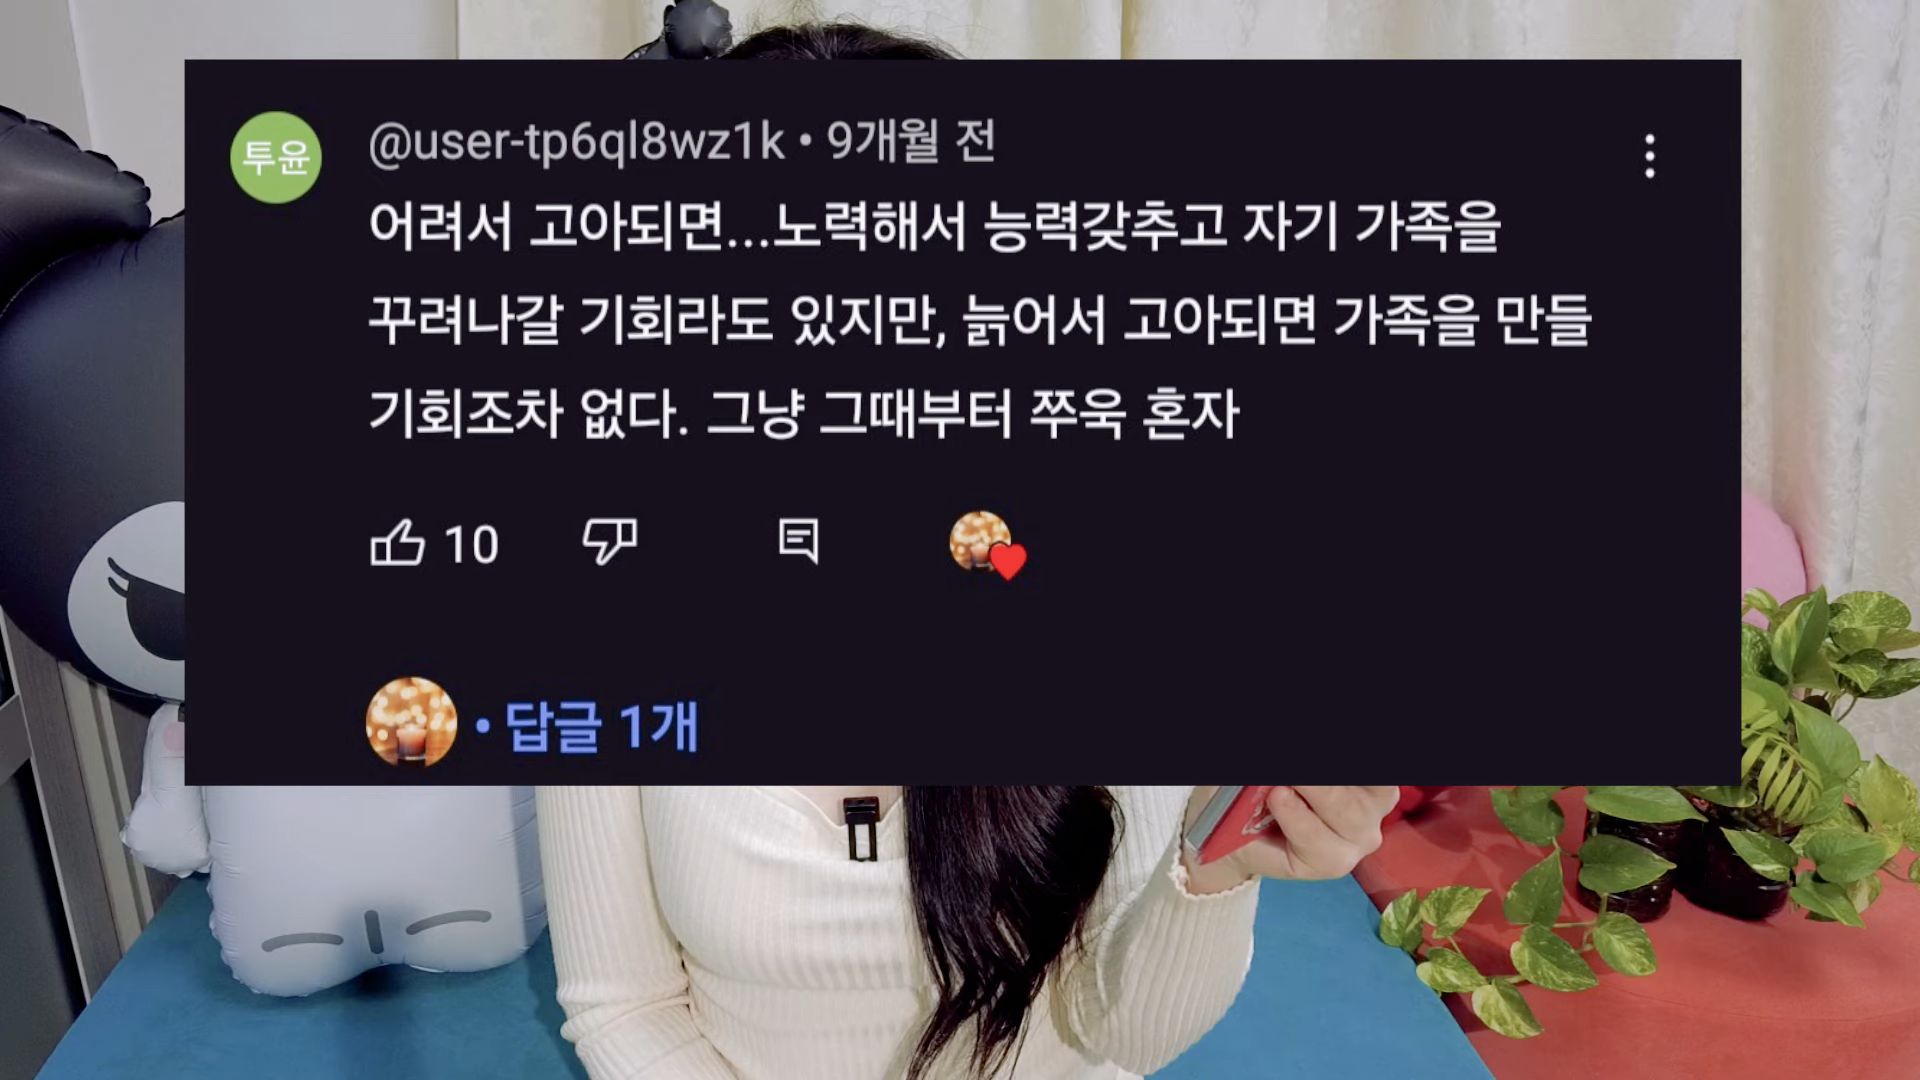 투윤
@user-tp6ql8wz1k • 9개월 전
어려서 고아되면...노력해서 능력갖추고 자기 가족을
꾸려나갈 기회라도 있지만, 늙어서 고아되면 가족을 만들
기회조차 없다. 그냥 그때부터 쭈욱 혼자
10
• 답글 1개